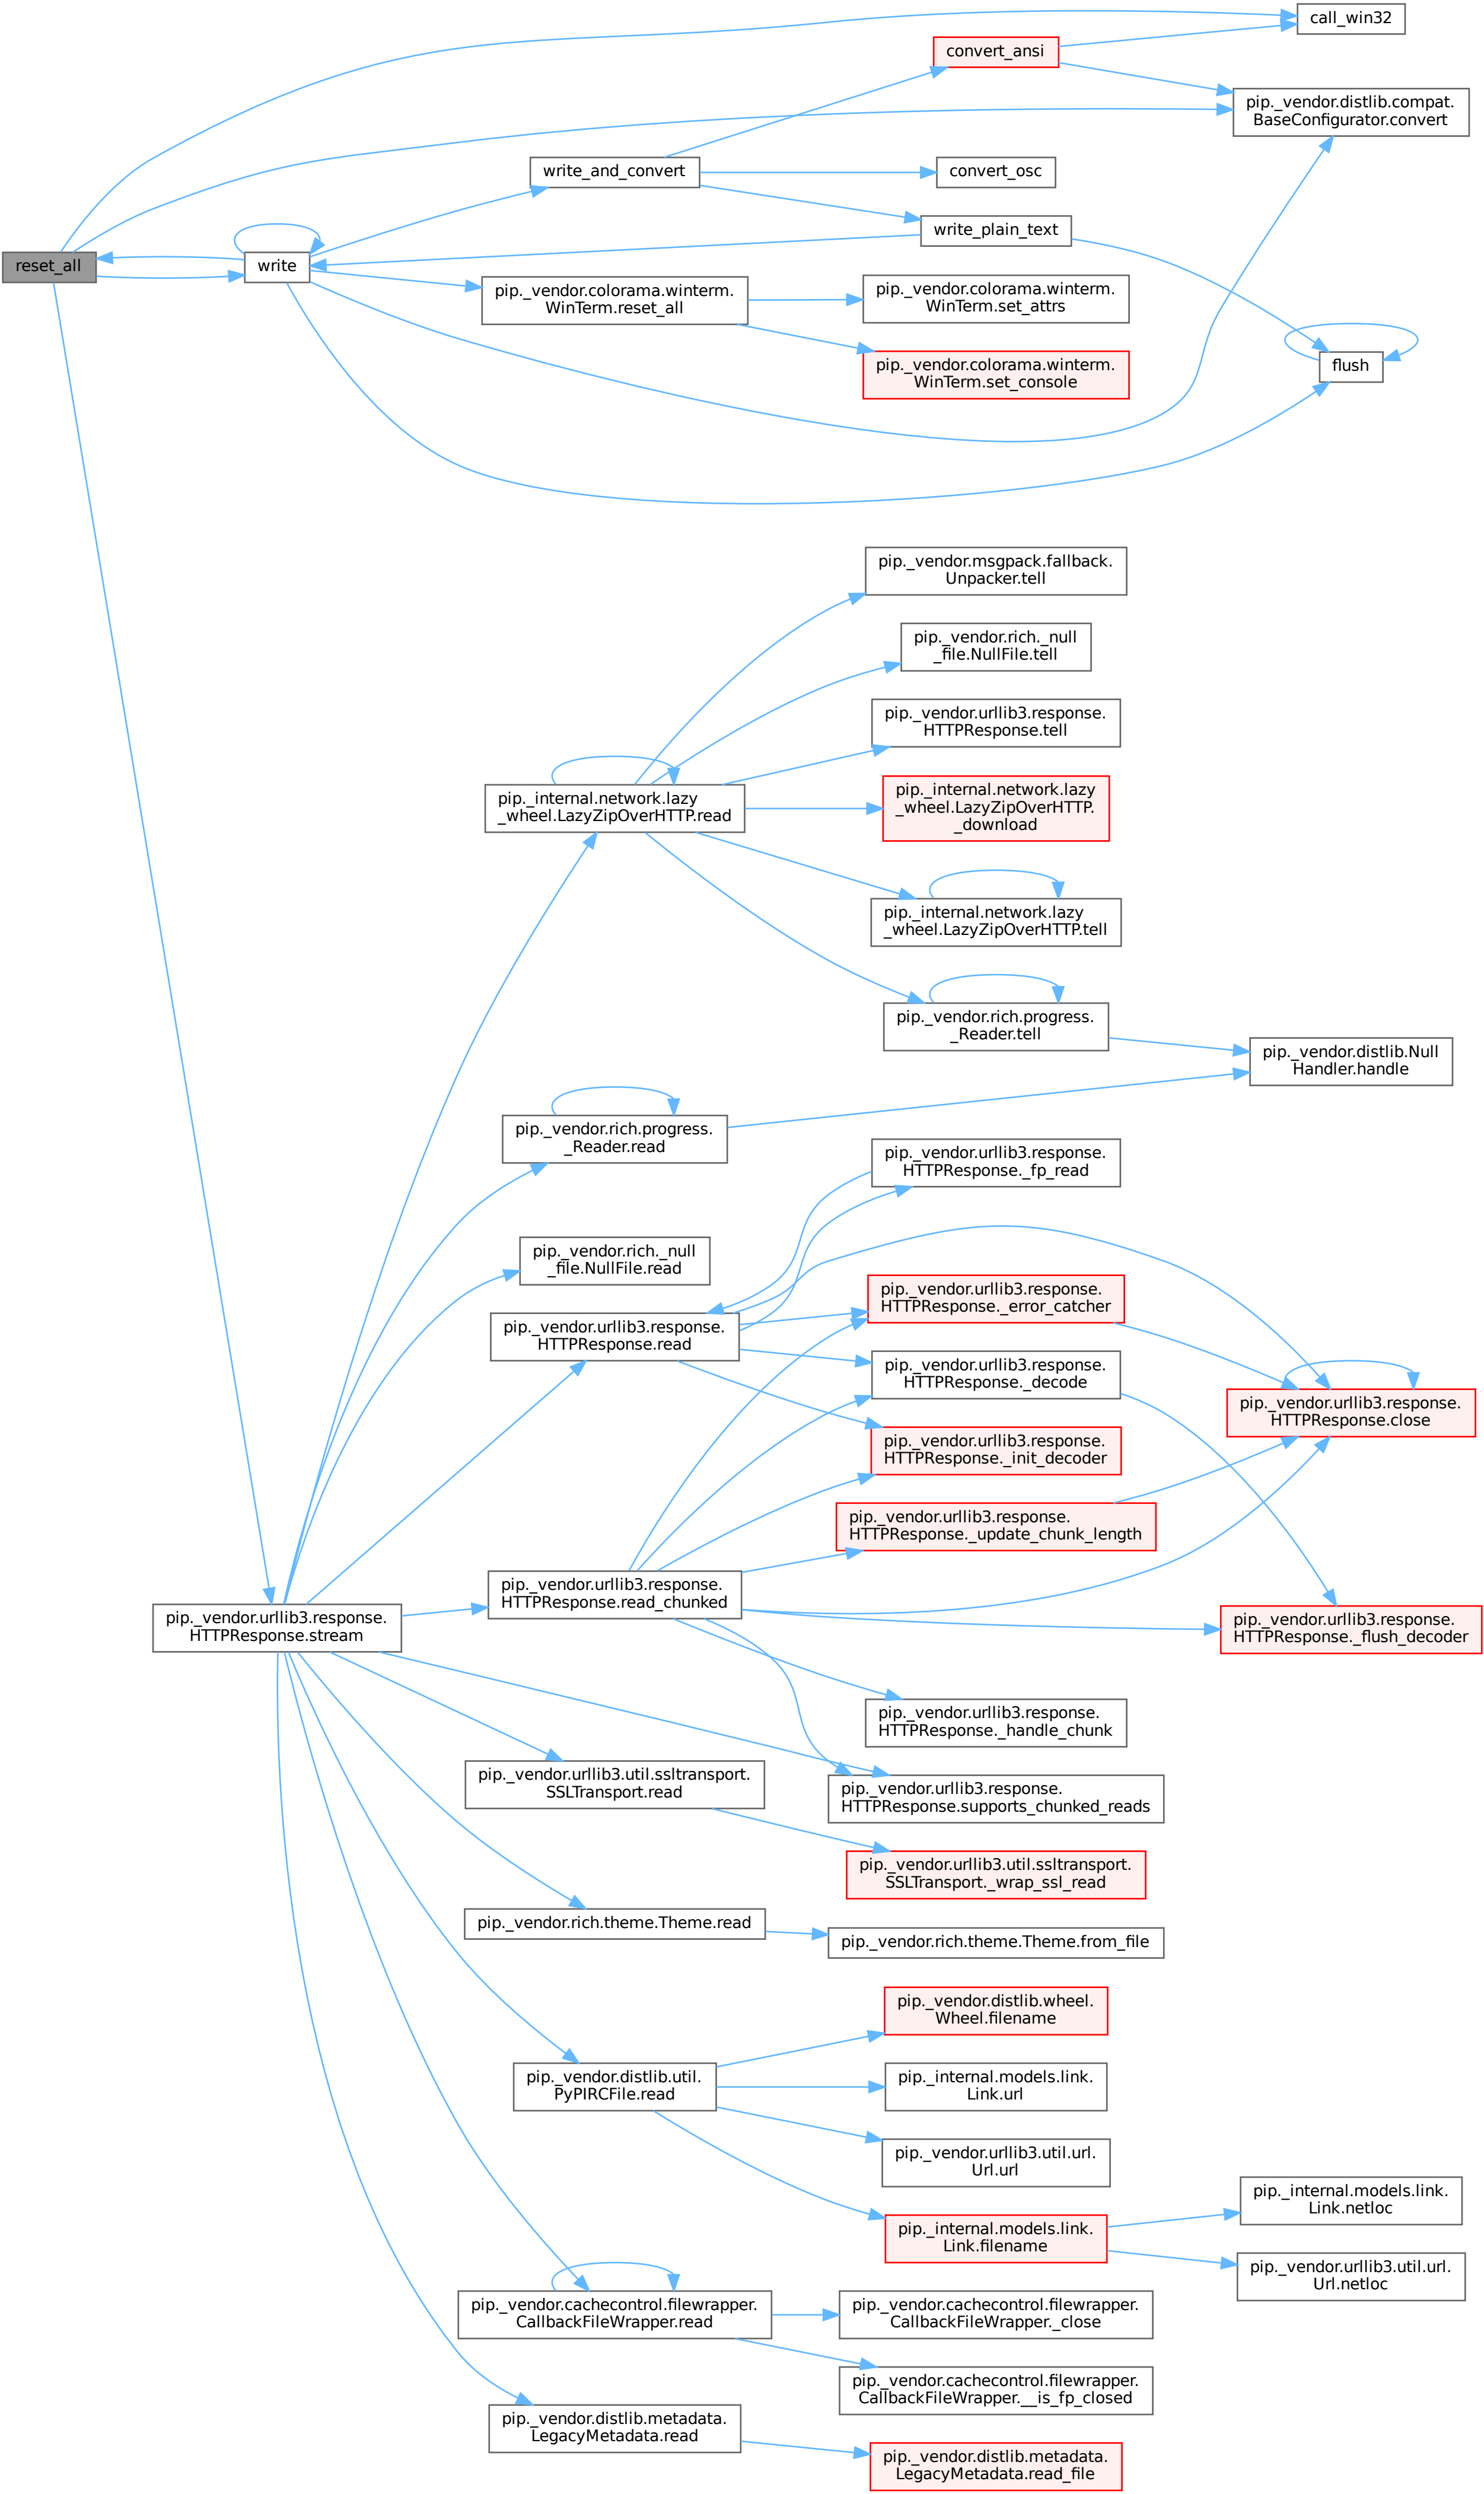 call_win32
convert_ansi
pip._vendor.distlib.compat.
BaseConfigurator.convert
write_and_convert
convert_osc
write_plain_text
reset_all
write
pip._vendor.colorama.winterm.
WinTerm.reset_all
pip._vendor.colorama.winterm.
WinTerm.set_attrs
pip._vendor.colorama.winterm.
WinTerm.set_console
flush
pip._vendor.msgpack.fallback.
Unpacker.tell
pip._vendor.rich._null
_file.NullFile.tell
pip._vendor.urllib3.response.
HTTPResponse.tell
pip._internal.network.lazy
_wheel.LazyZipOverHTTP.read
pip._internal.network.lazy
_wheel.LazyZipOverHTTP.
_download
pip._internal.network.lazy
_wheel.LazyZipOverHTTP.tell
pip._vendor.rich.progress.
_Reader.tell
pip._vendor.distlib.Null
Handler.handle
pip._vendor.rich.progress.
_Reader.read
pip._vendor.urllib3.response.
HTTPResponse._fp_read
pip._vendor.rich._null
_file.NullFile.read
pip._vendor.urllib3.response.
HTTPResponse._error_catcher
pip._vendor.urllib3.response.
HTTPResponse.read
pip._vendor.urllib3.response.
HTTPResponse._decode
pip._vendor.urllib3.response.
HTTPResponse.close
pip._vendor.urllib3.response.
HTTPResponse._init_decoder
pip._vendor.urllib3.response.
HTTPResponse._update_chunk_length
pip._vendor.urllib3.response.
HTTPResponse.read_chunked
pip._vendor.urllib3.response.
HTTPResponse.stream
pip._vendor.urllib3.response.
HTTPResponse._flush_decoder
pip._vendor.urllib3.response.
HTTPResponse._handle_chunk
pip._vendor.urllib3.util.ssltransport.
SSLTransport.read
pip._vendor.urllib3.response.
HTTPResponse.supports_chunked_reads
pip._vendor.urllib3.util.ssltransport.
SSLTransport._wrap_ssl_read
pip._vendor.rich.theme.Theme.read
pip._vendor.rich.theme.Theme.from_file
pip._vendor.distlib.wheel.
Wheel.filename
pip._vendor.distlib.util.
PyPIRCFile.read
pip._internal.models.link.
Link.url
pip._vendor.urllib3.util.url.
Url.url
pip._internal.models.link.
Link.filename
pip._internal.models.link.
Link.netloc
pip._vendor.urllib3.util.url.
Url.netloc
pip._vendor.cachecontrol.filewrapper.
CallbackFileWrapper.read
pip._vendor.cachecontrol.filewrapper.
CallbackFileWrapper._close
pip._vendor.cachecontrol.filewrapper.
CallbackFileWrapper.__is_fp_closed
pip._vendor.distlib.metadata.
LegacyMetadata.read
pip._vendor.distlib.metadata.
LegacyMetadata.read_file